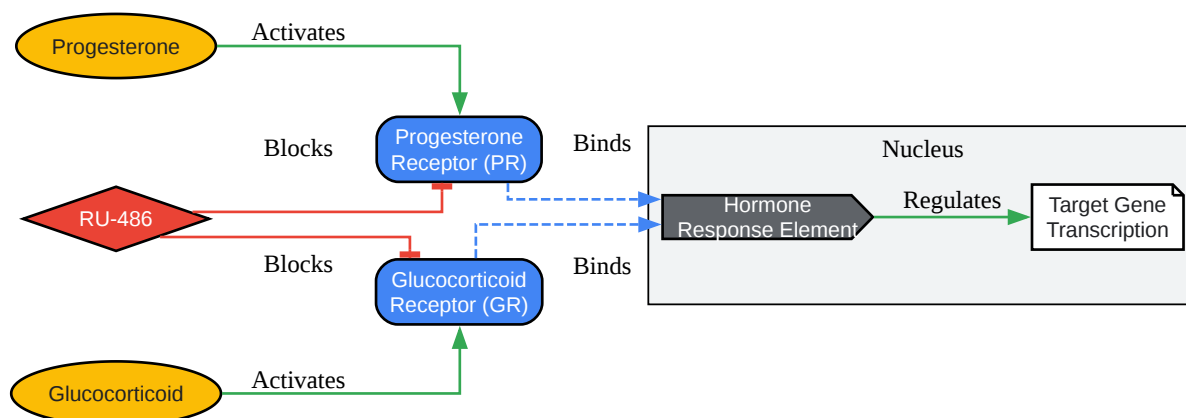 Activates
Progesterone
Progesterone
Receptor (PR)
Blocks
Binds
Nucleus
RU-486
Hormone
Response Element
Regulates
Target Gene
Transcription
Blocks
Binds
Glucocorticoid
Receptor (GR)
Activates
Glucocorticoid